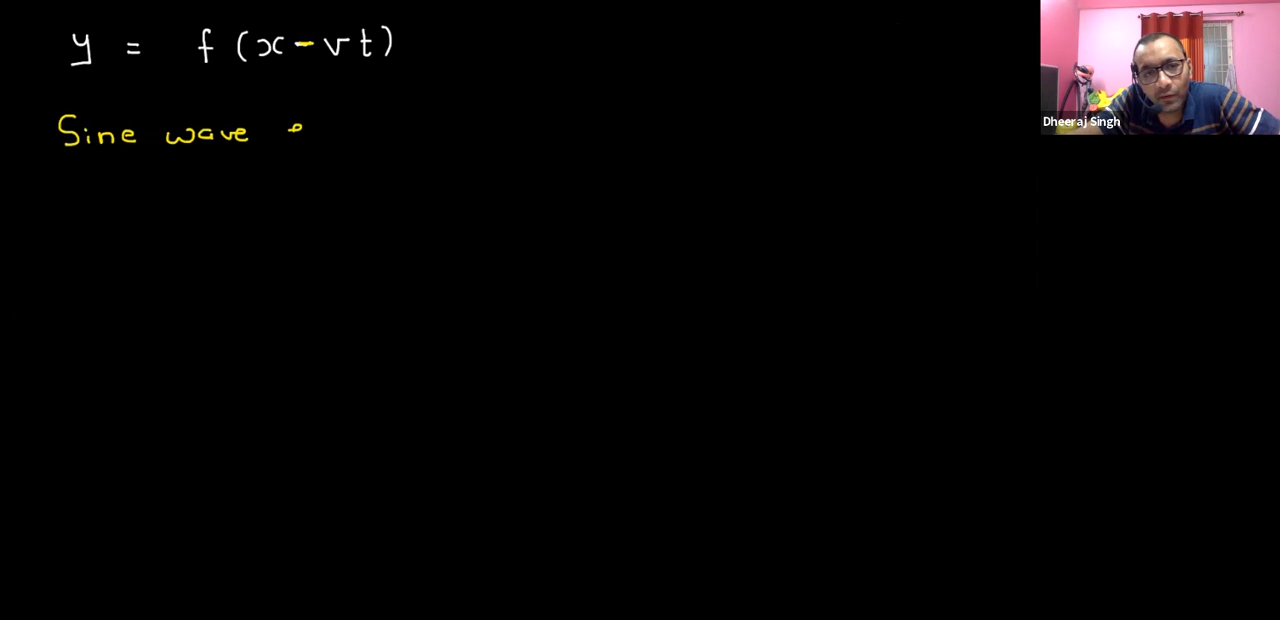 y = f (x - vt)
Sine wave
Dheeraj Singh